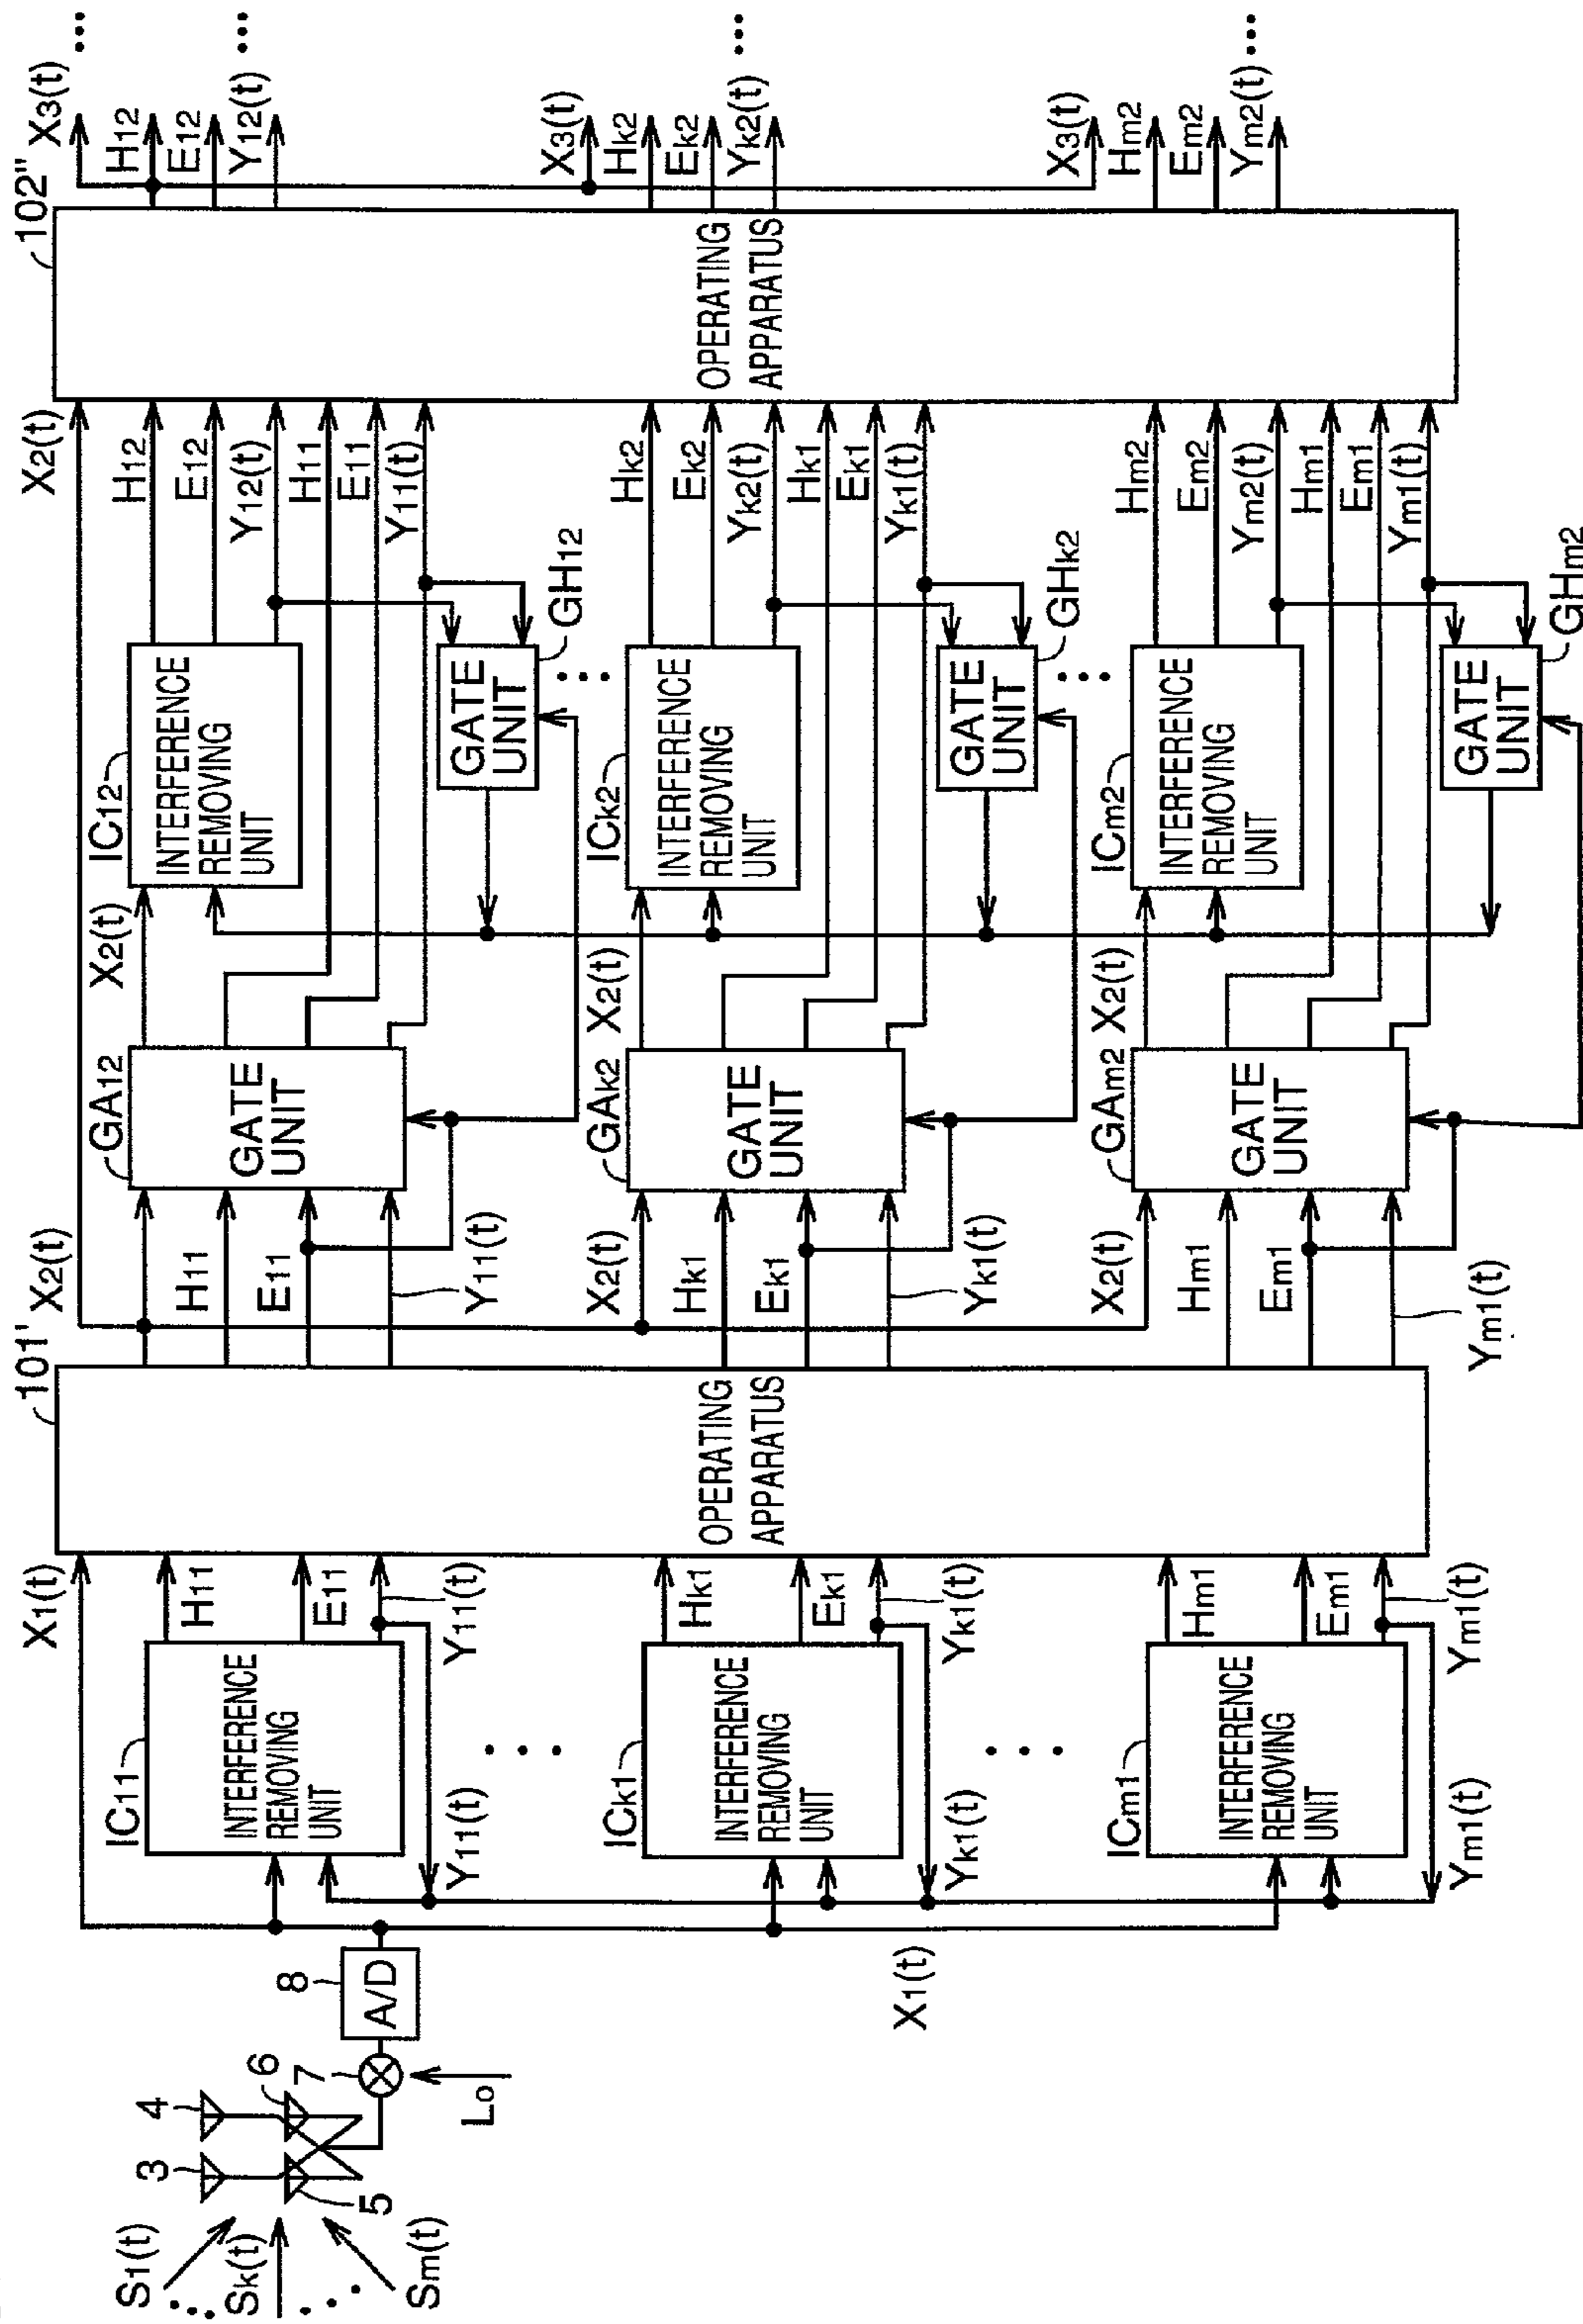 S1(t)
Sk(t)
Sm(t)
3
4
5
6
7
Lo
8
A/D
X1(t)
X1(t)
IC11
INTERFERENCE
REMOVING
UNIT
H11
E11
Y11(t)
Y11(t)
ICk1
INTERFERENCE
REMOVING
UNIT
Hk1
Ek1
Yk1(t)
Yk1(t)
ICm1
INTERFERENCE
REMOVING
UNIT
Hm1
Em1
Ym1(t)
Ym1(t)
101'
OPERATING
APPARATUS
X2(t)
H11
E11
Y11(t)
X2(t)
Hk1
Ek1
Yk1(t)
X2(t)
Hm1
Em1
Ym1(t)
GA12
GATE
UNIT
GAk2
GATE
UNIT
GAm2
GATE
UNIT
X2(t)
X2(t)
X2(t)
IC12
INTERFERENCE
REMOVING
UNIT
ICk2
INTERFERENCE
REMOVING
UNIT
ICm2
INTERFERENCE
REMOVING
UNIT
GATE
UNIT
GH12
GATE
UNIT
GHk2
GATE
UNIT
GHm2
X2(t)
H12
E12
Y12(t)
H11
E11
Y11(t)
Hk2
Ek2
Yk2(t)
Hk1
Ek1
Yk1(t)
Hm2
Em2
Ym2(t)
Hm1
Em1
Ym1(t)
102"
OPERATING
APPARATUS
X3(t)
H12
E12
Y12(t)
X3(t)
Hk2
Ek2
Yk2(t)
X3(t)
Hm2
Em2
Ym2(t)